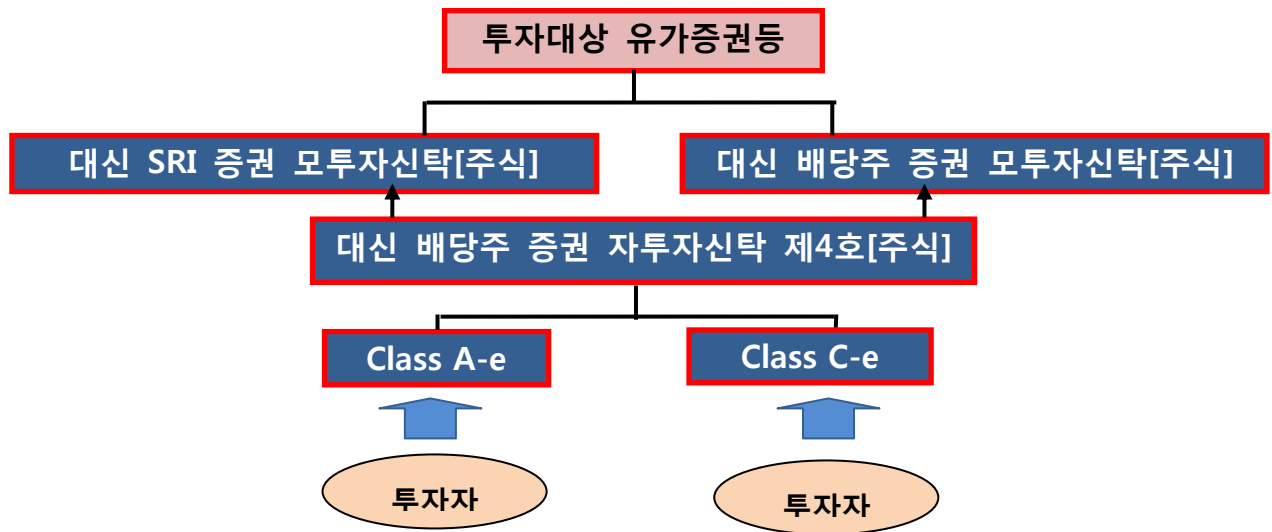 투자대상 유가증권등
대신 SRI 증권 모투자신탁[주식]
대신 배당주 증권 모투자신탁[주식]
대신 배당주 증권 자투자신탁 제4호[주식]
Class A-e
Class C-e
투자자
투자자